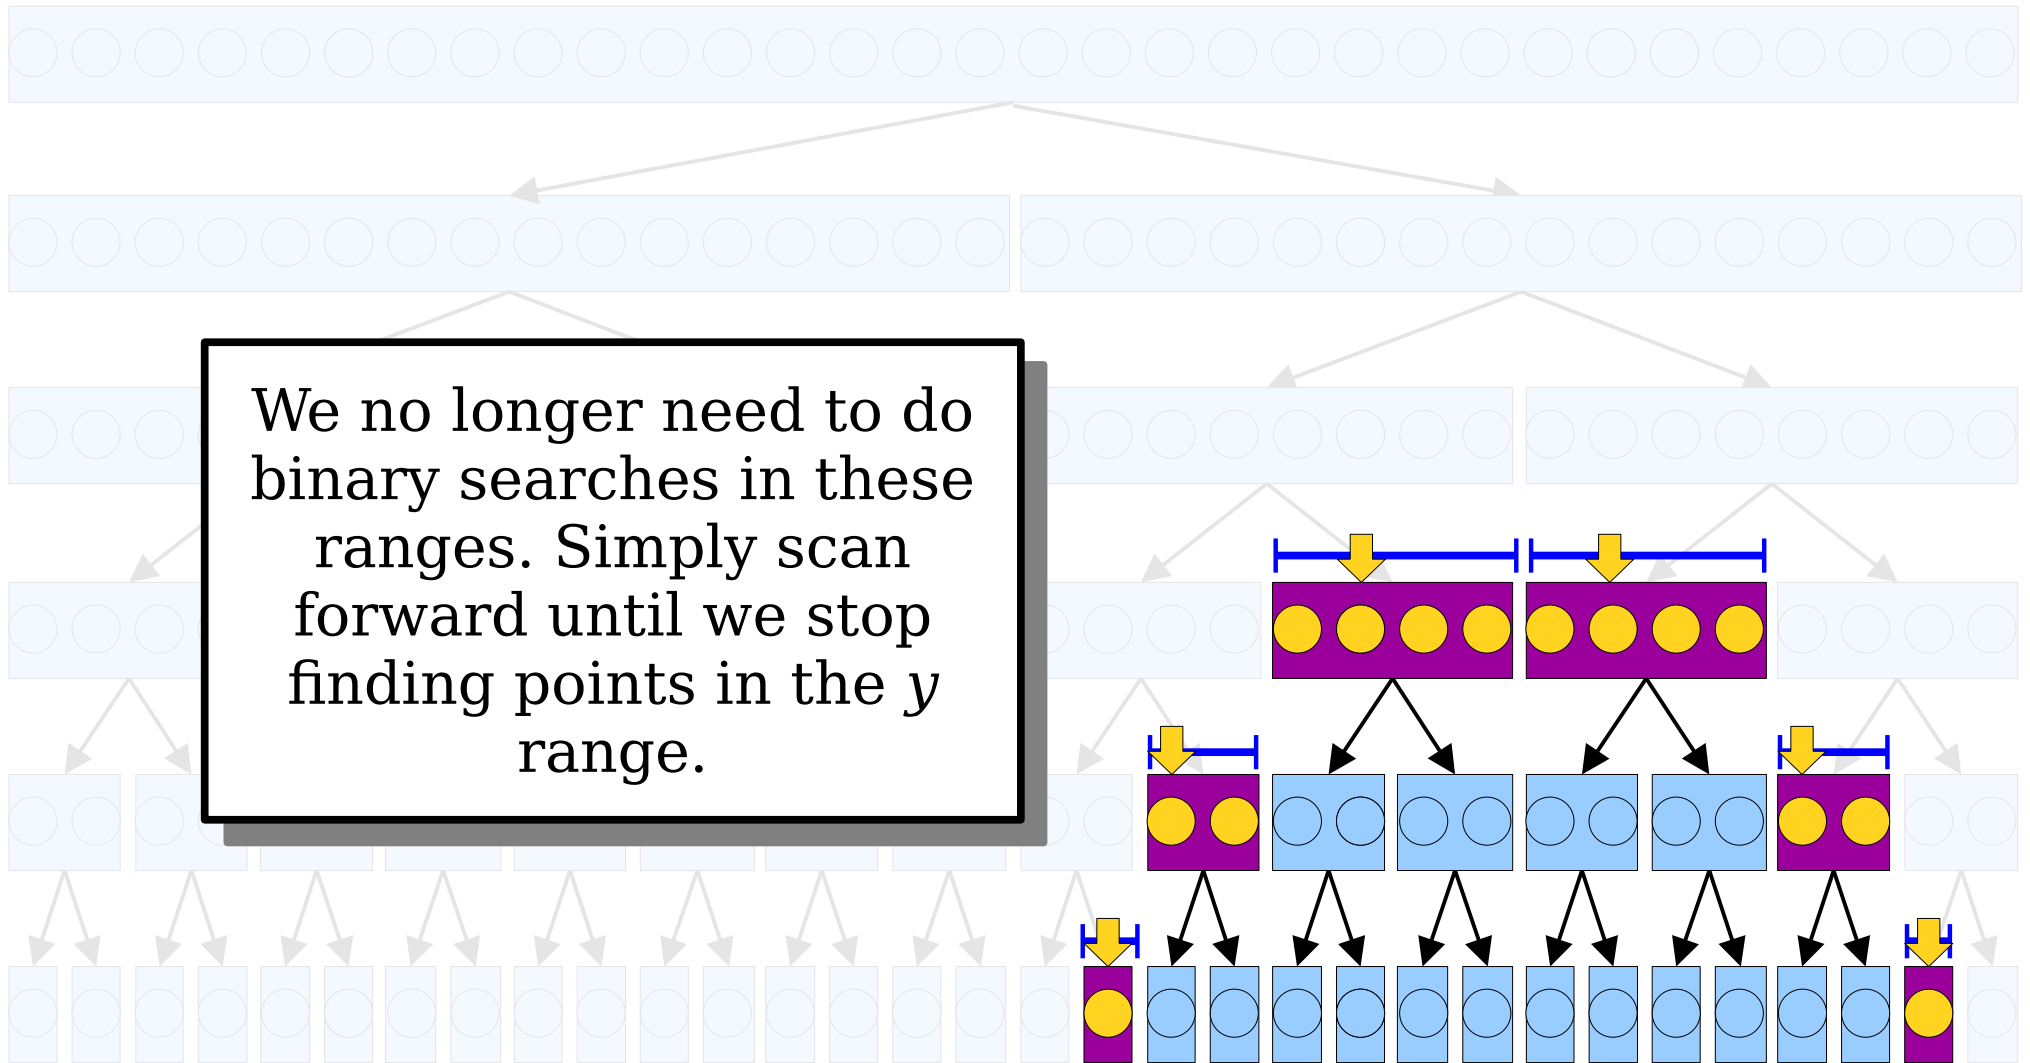 We no longer need to do
binary searches in these
ranges. Simply scan
forward until we stop
finding points in the y
range.